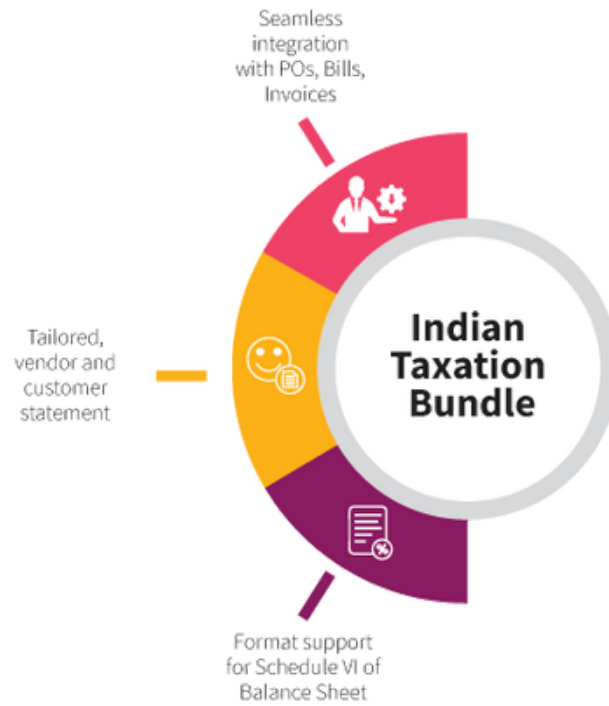 Seamless
integration
with POs, Bills,
Invoices
Tailored,
vendor and
customer
statement
Indian
Taxation
Bundle
Format support
for Schedule VI of
Balance Sheet